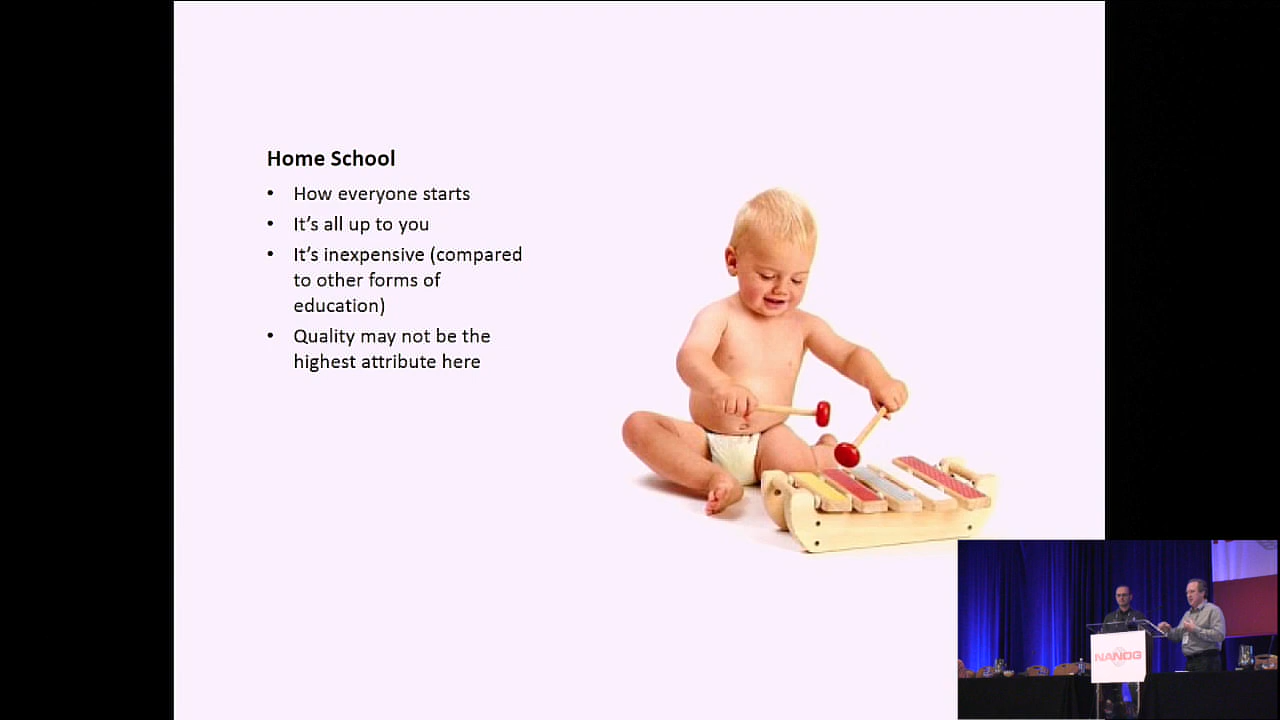 Home School
• How everyone starts
• It's all up to you
• It's inexpensive (compared
to other forms of
education)
• Quality may not be the
highest attribute here
NANOG